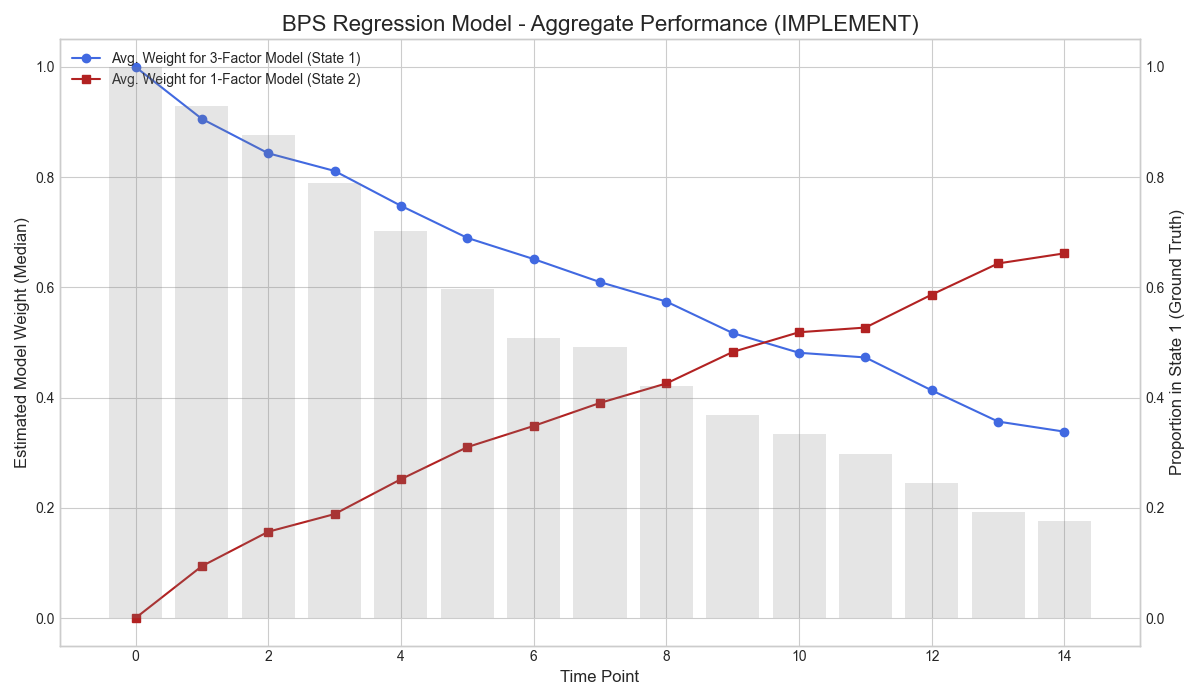 BPS Regression Model - Aggregate Performance (IMPLEMENT)
Avg. Weight for 3-Factor Model (State 1)
Avg. Weight for 1-Factor Model (State 2)
Estimated Model Weight (Median)
1.0
0.8
0.6
0.4
0.2
0.0
1.0
0.8
0.6
0.4
0.2
0.0
Proportion in State 1 (Ground Truth)
0 2 4 6 8 10 12 14
Time Point